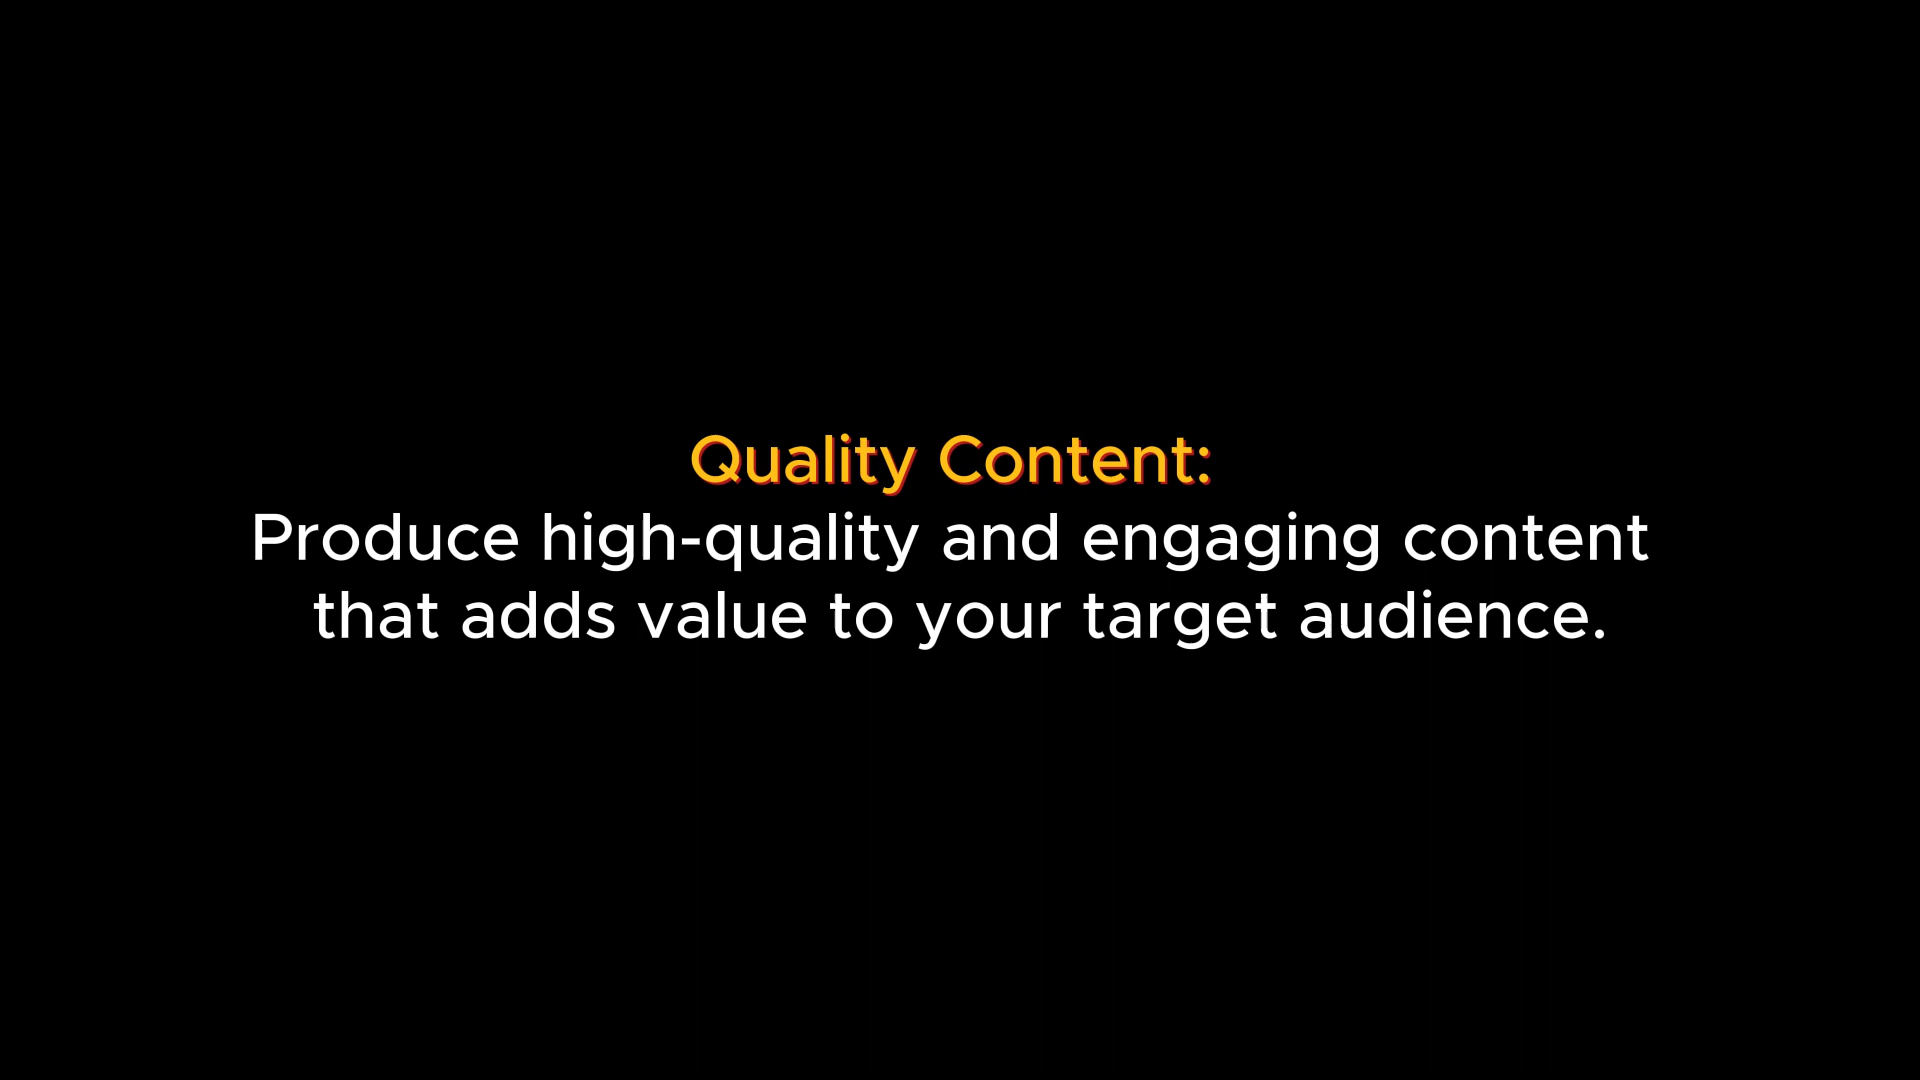 Quality Content:
Produce high-quality and engaging content
that adds value to your target audience.